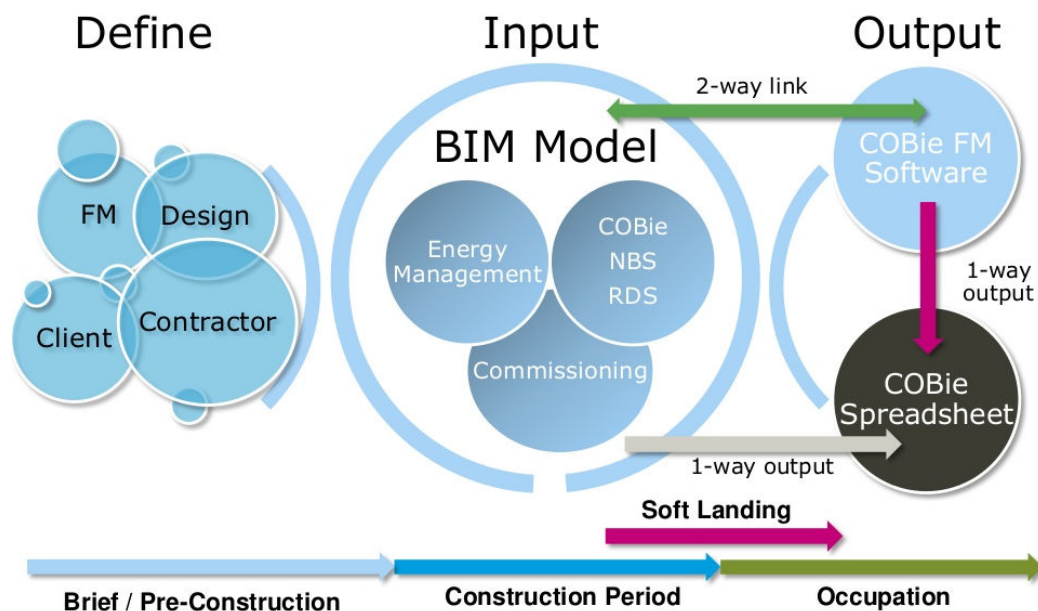 Define
Input
Output
FM
Design
Client
Contractor
BIM Model
Energy
Management
COBie
NBS
RDS
Commissioning
2-way link
COBie FM
Software
1-way
output
COBie
Spreadsheet
1-way output
Soft Landing
Brief / Pre-Construction
Construction Period
Occupation